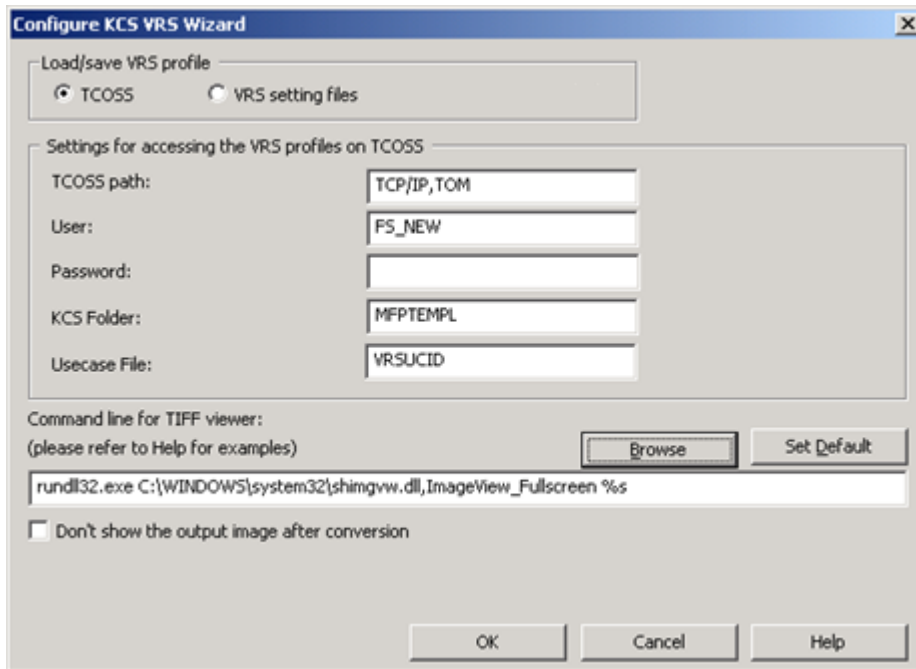 Configure KCS VRS Wizard
Load/save VRS profile
TCOSS VRS setting files
Settings for accessing the VRS profiles on TCOSS
TCOSS path: TCP/IP,TOM
User: FS_NEW
Password:
KCS Folder: MFPTEMPL
Usecase File: VRSUCID
Command line for TIFF viewer:
(please refer to Help for examples) Browse Set Default
rundll32.exe C:\WINDOWS\system32\shimgvw.dll,ImageView_Fullscreen %s
Don't show the output image after conversion
OK Cancel Help